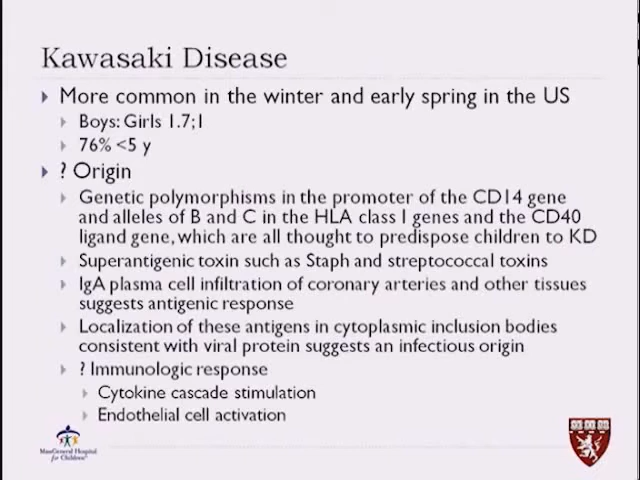 Kawasaki Disease
More common in the winter and early spring in the US
Boys: Girls 1.7;1
76% <5 y
? Origin
Genetic polymorphisms in the promoter of the CD14 gene
and alleles of B and C in the HLA class I genes and the CD40
ligand gene, which are all thought to predispose children to KD
Superantigenic toxin such as Staph and streptococcal toxins
IgA plasma cell infiltration of coronary arteries and other tissues
suggests antigenic response
Localization of these antigens in cytoplasmic inclusion bodies
consistent with viral protein suggests an infectious origin
? Immunologic response
Cytokine cascade stimulation
Endothelial cell activation
MassGeneral Hospital
for Children